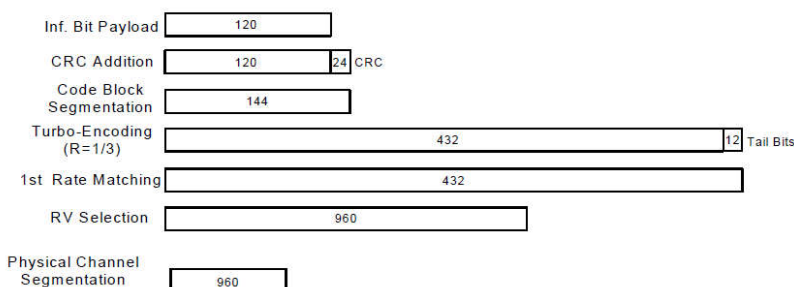 Inf. Bit Payload 120
CRC Addition 120 24 CRC
Code Block
Segmentation 144
Turbo-Encoding
(R=1/3) 432 12 Tail Bits
1st Rate Matching 432
RV Selection 960
Physical Channel
Segmentation 960